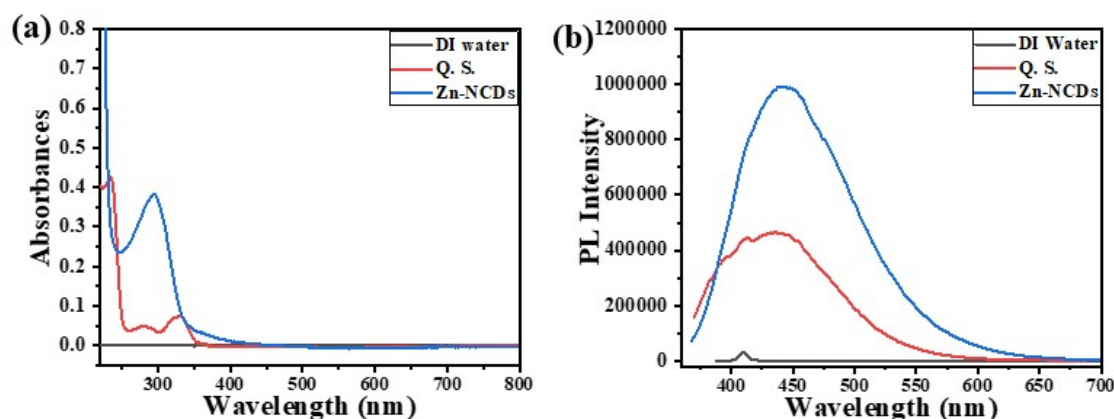 (a)
DI water
Q. S.
Zn-NCDs
Absorbances
0.8
0.7
0.6
0.5
0.4
0.3
0.2
0.1
0.0
300 400 500 600 700 800
Wavelength (nm)
(b)
DI Water
Q. S.
Zn-NCDs
PL Intensity
1200000
1000000
800000
600000
400000
200000
0
400 450 500 550 600 650 700
Wavelength (nm)